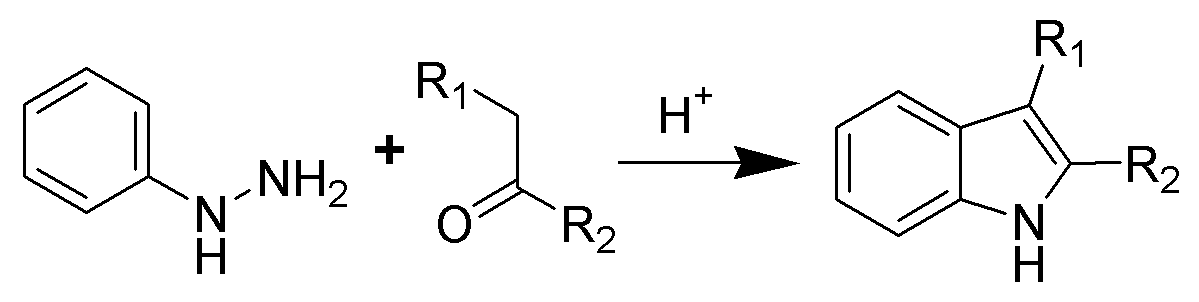 N
H
NH₂
+
R₁
O
R₂
H⁺
R₁
R₂
N
H